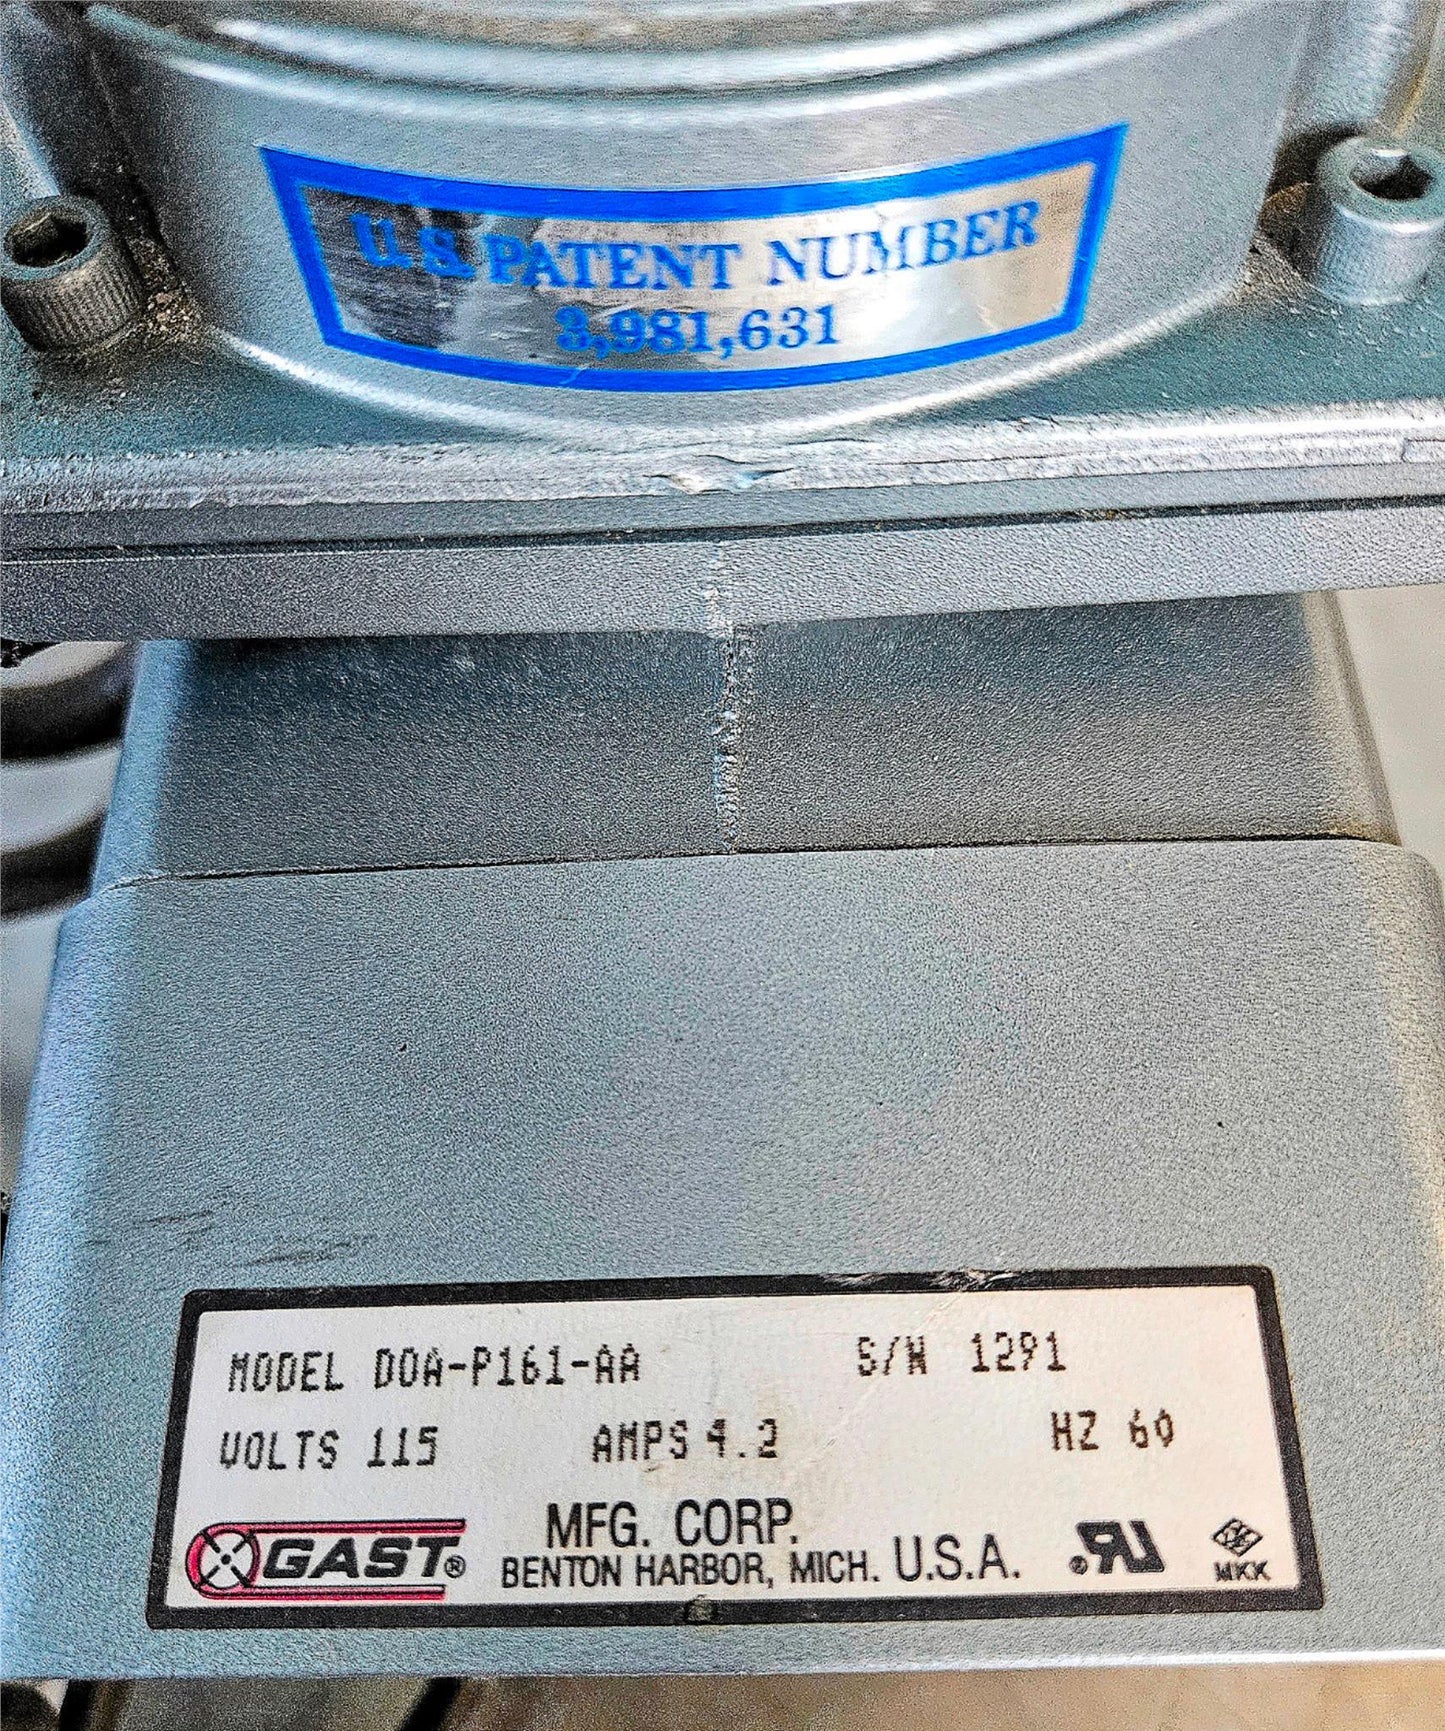 U.S. PATENT NUMBER
3,981,631
MODEL DOA-P161-AA S/N 1291
VOLTS 115 AMPS 4.2 HZ 60
GAST® MFG. CORP.
BENTON HARBOR, MICH. U.S.A.
MKK